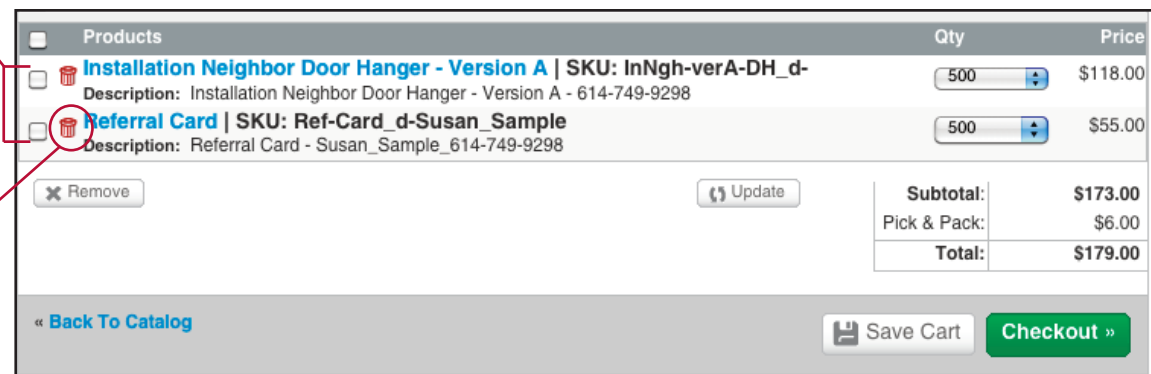 Products Qty Price
Installation Neighbor Door Hanger - Version A | SKU: InNgh-verA-DH_d- 500 $118.00
Description: Installation Neighbor Door Hanger - Version A - 614-749-9298
Referral Card | SKU: Ref-Card_d-Susan_Sample 500 $55.00
Description: Referral Card - Susan_Sample_614-749-9298
Remove Update Subtotal: $173.00
Pick & Pack: $6.00
Total: $179.00
« Back To Catalog Save Cart Checkout »